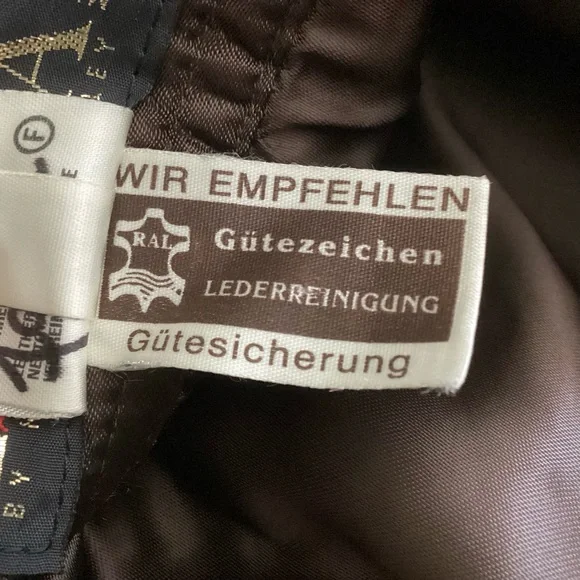 WIR EMPFEHLEN
RAL
Gütezeichen
LEDERREINIGUNG
Gütesicherung
F